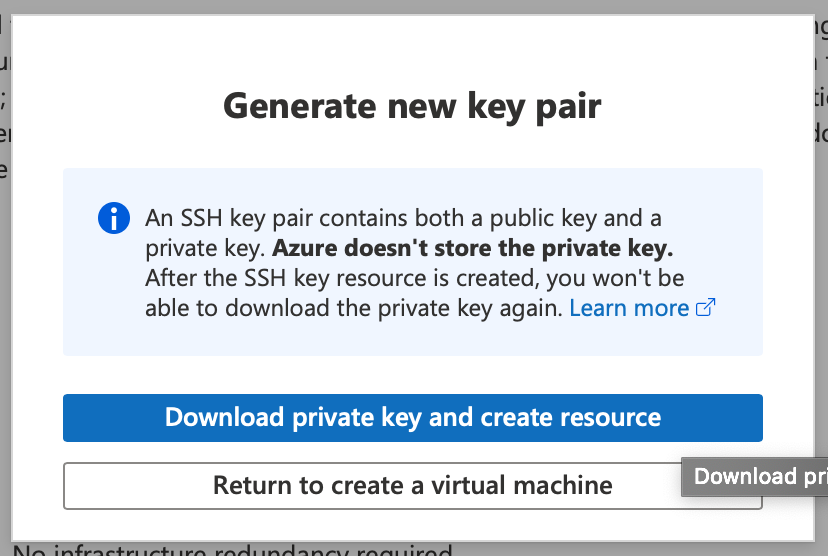 Generate new key pair
An SSH key pair contains both a public key and a
private key. Azure doesn't store the private key.
After the SSH key resource is created, you won't be
able to download the private key again. Learn more
Download private key and create resource
Return to create a virtual machine
Download
No infrastructure redundancy required